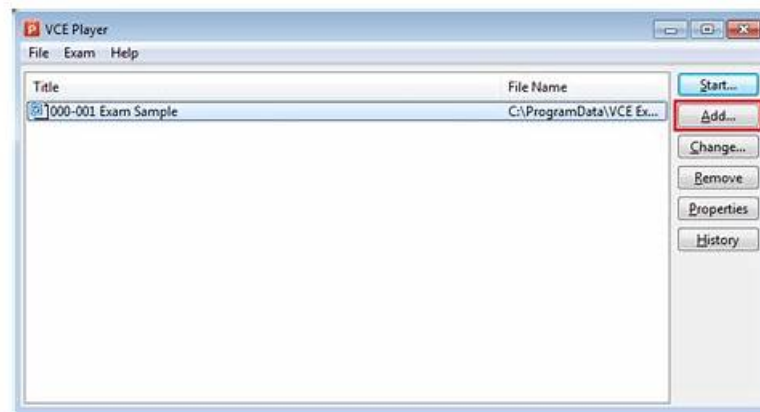 VCE Player
File Exam Help
Title File Name
000-001 Exam Sample C:\ProgramData\VCE Ex...
Start...
Add...
Change...
Remove
Properties
History